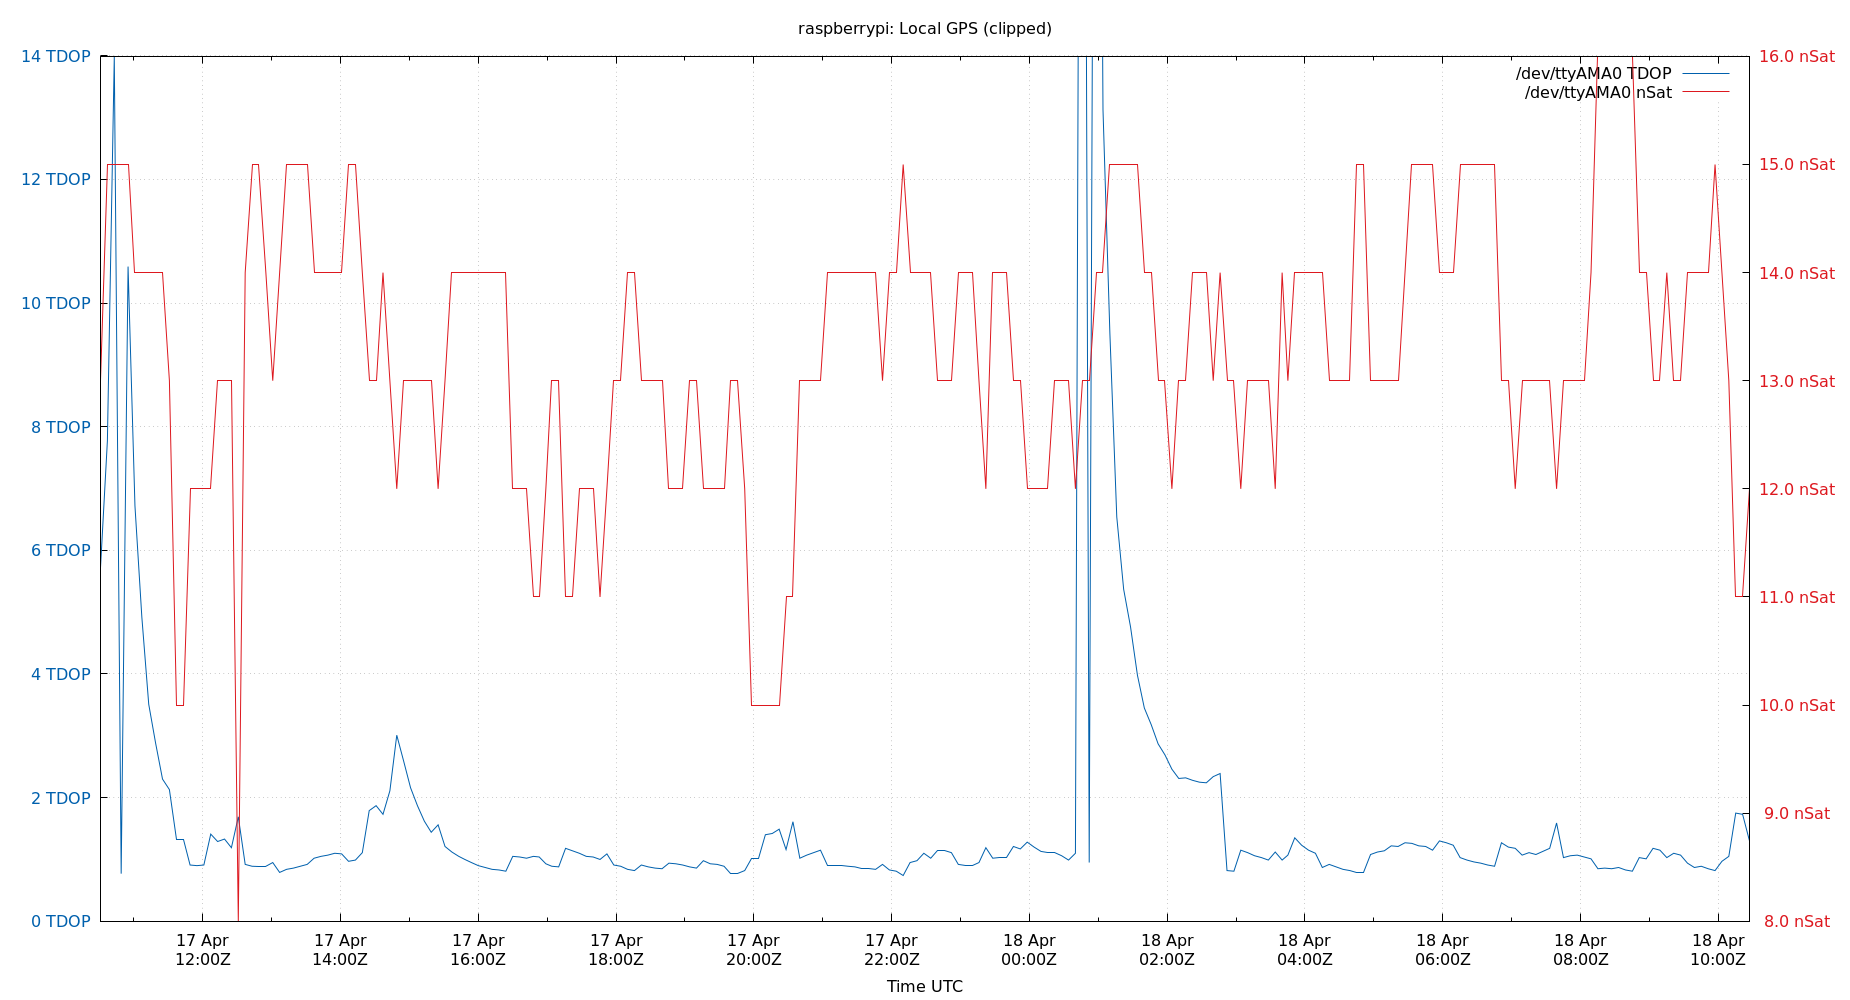 raspberrypi: Local GPS (clipped)
14 TDOP
12 TDOP
10 TDOP
8 TDOP
6 TDOP
4 TDOP
2 TDOP
0 TDOP
16.0 nSat
15.0 nSat
14.0 nSat
13.0 nSat
12.0 nSat
11.0 nSat
10.0 nSat
9.0 nSat
8.0 nSat
/dev/ttyAMA0 TDOP
/dev/ttyAMA0 nSat
17 Apr
12:00Z
17 Apr
14:00Z
17 Apr
16:00Z
17 Apr
18:00Z
17 Apr
20:00Z
17 Apr
22:00Z
18 Apr
00:00Z
18 Apr
02:00Z
18 Apr
04:00Z
18 Apr
06:00Z
18 Apr
08:00Z
18 Apr
10:00Z
Time UTC